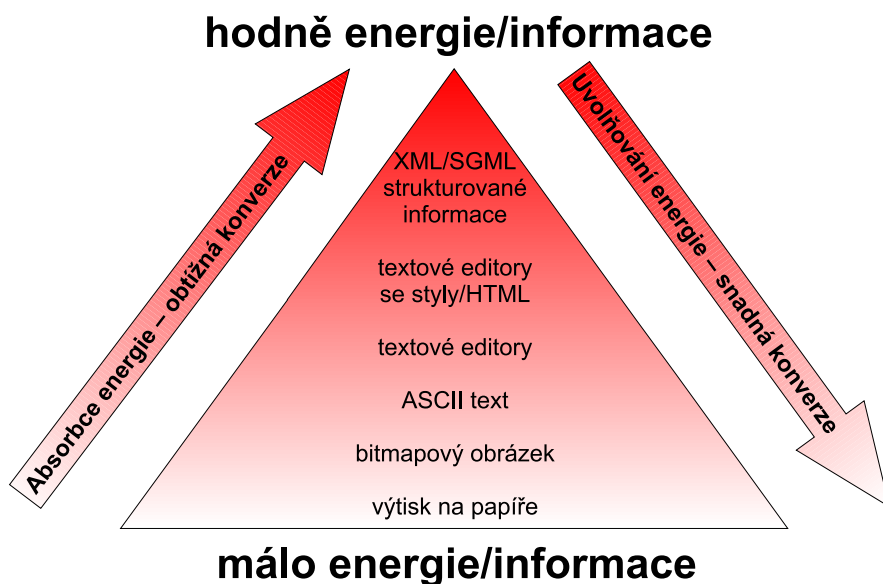 hodně energie/informace
Absorbce energie – obtížná konverze
Uvolňování energie – snadná konverze
XML/SGML
strukturované
informace
textové editory
se styly/HTML
textové editory
ASCII text
bitmapový obrázek
výtisk na papíře
málo energie/informace